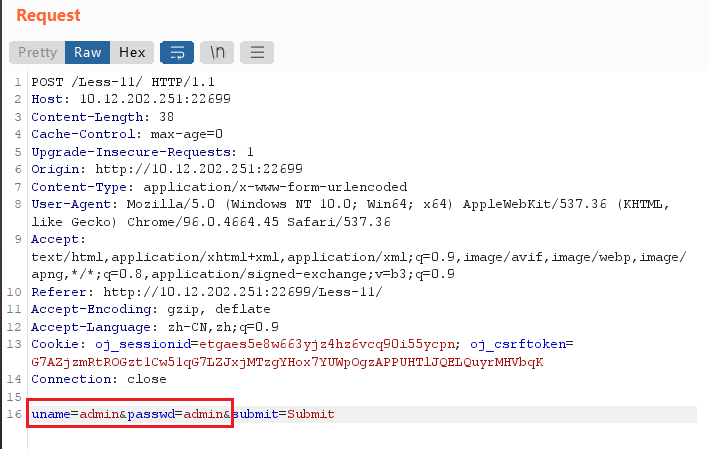 Request
Pretty Raw Hex \n
1 POST /Less-11/ HTTP/1.1
2 Host: 10.12.202.251:22699
3 Content-Length: 38
4 Cache-Control: max-age=0
5 Upgrade-Insecure-Requests: 1
6 Origin: http://10.12.202.251:22699
7 Content-Type: application/x-www-form-urlencoded
8 User-Agent: Mozilla/5.0 (Windows NT 10.0; Win64; x64) AppleWebKit/537.36 (KHTML,
like Gecko) Chrome/96.0.4664.45 Safari/537.36
9 Accept:
text/html,application/xhtml+xml,application/xml;q=0.9,image/avif,image/webp,image/
apng,*/*;q=0.8,application/signed-exchange;v=b3;q=0.9
10 Referer: http://10.12.202.251:22699/Less-11/
11 Accept-Encoding: gzip, deflate
12 Accept-Language: zh-CN,zh;q=0.9
13 Cookie: oj_sessionid=etgaes5e8w663yjz4hz6vcq90i55ycpn; oj_csrftoken=
G7AZjzmRtROGzt1Cw51qG7LZJxjMTzgYHox7YUWpOgzAPPUHTlJQELQuyrMHVbqK
14 Connection: close
15
16 uname=admin&passwd=admin&submit=Submit